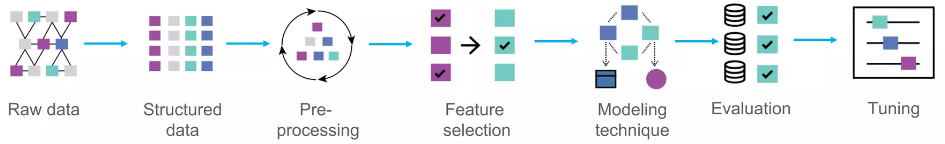 Raw data
Structured
data
Pre-
processing
Feature
selection
Modeling
technique
Evaluation
Tuning